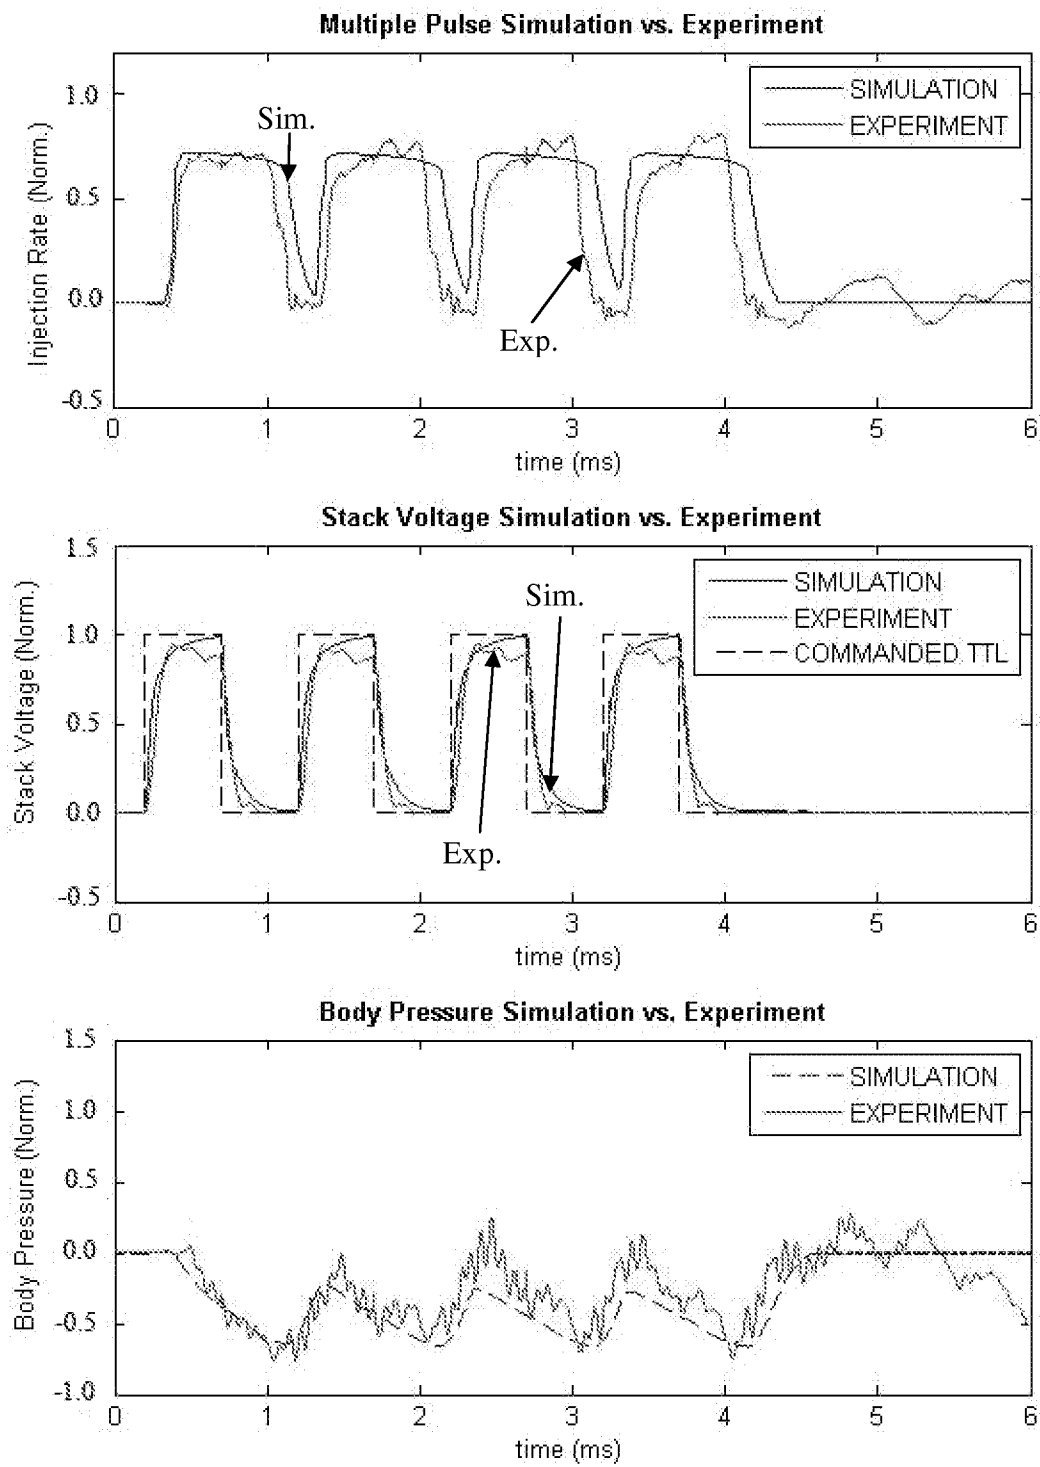 Multiple Pulse Simulation vs. Experiment
Injection Rate (Norm.)
1.0
0.5
0.0
-0.5
SIMULATION
EXPERIMENT
Sim.
Exp.
0 1 2 3 4 5 6
time (ms)
Stack Voltage Simulation vs. Experiment
Stack Voltage (Norm.)
1.5
1.0
0.5
0.0
-0.5
SIMULATION
EXPERIMENT
COMMANDED TTL
Sim.
Exp.
0 1 2 3 4 5 6
time (ms)
Body Pressure Simulation vs. Experiment
Body Pressure (Norm.)
1.5
1.0
0.5
0.0
-0.5
-1.0
SIMULATION
EXPERIMENT
0 1 2 3 4 5 6
time (ms)